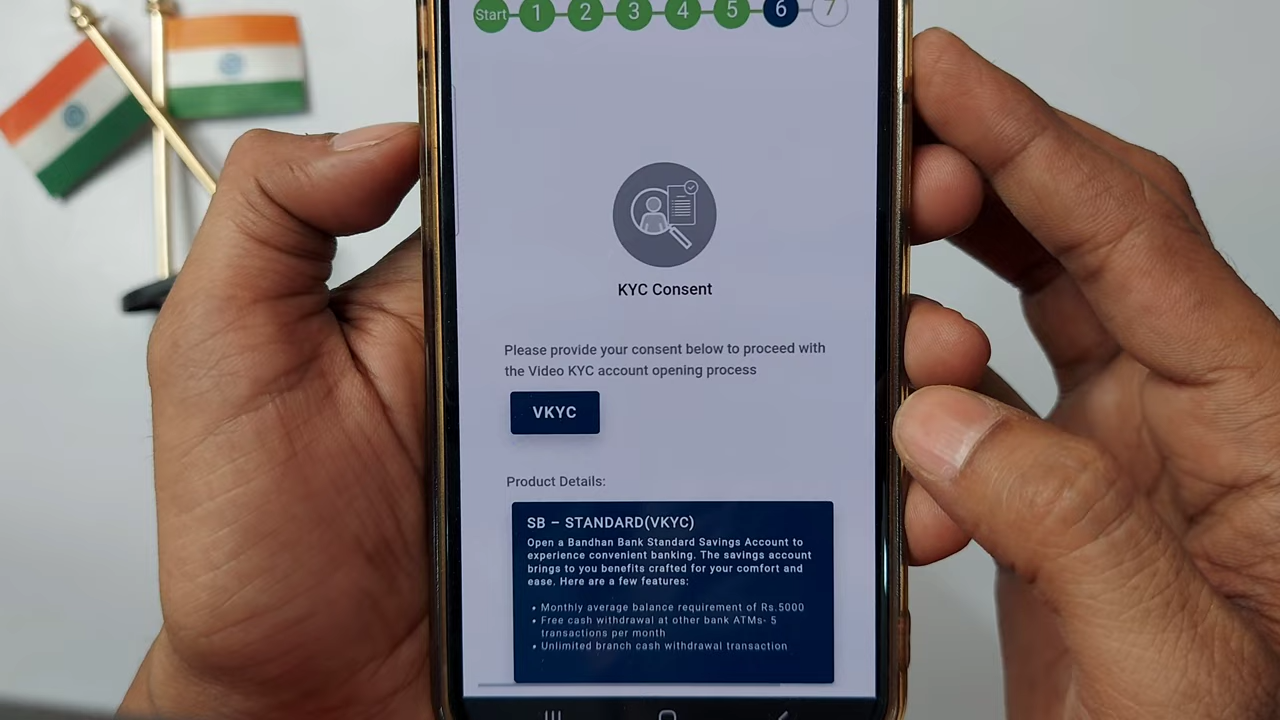 Start 1 2 3 4 5 6 7
KYC Consent
Please provide your consent below to proceed with
the Video KYC account opening process
VKYC
Product Details:
SB – STANDARD(VKYC)
Open a Bandhan Bank Standard Savings Account to
experience convenient banking. The savings account
brings to you benefits crafted for your comfort and
ease. Here are a few features:
• Monthly average balance requirement of Rs.5000
• Free cash withdrawal at other bank ATMs- 5
transactions per month
• Unlimited branch cash withdrawal transaction